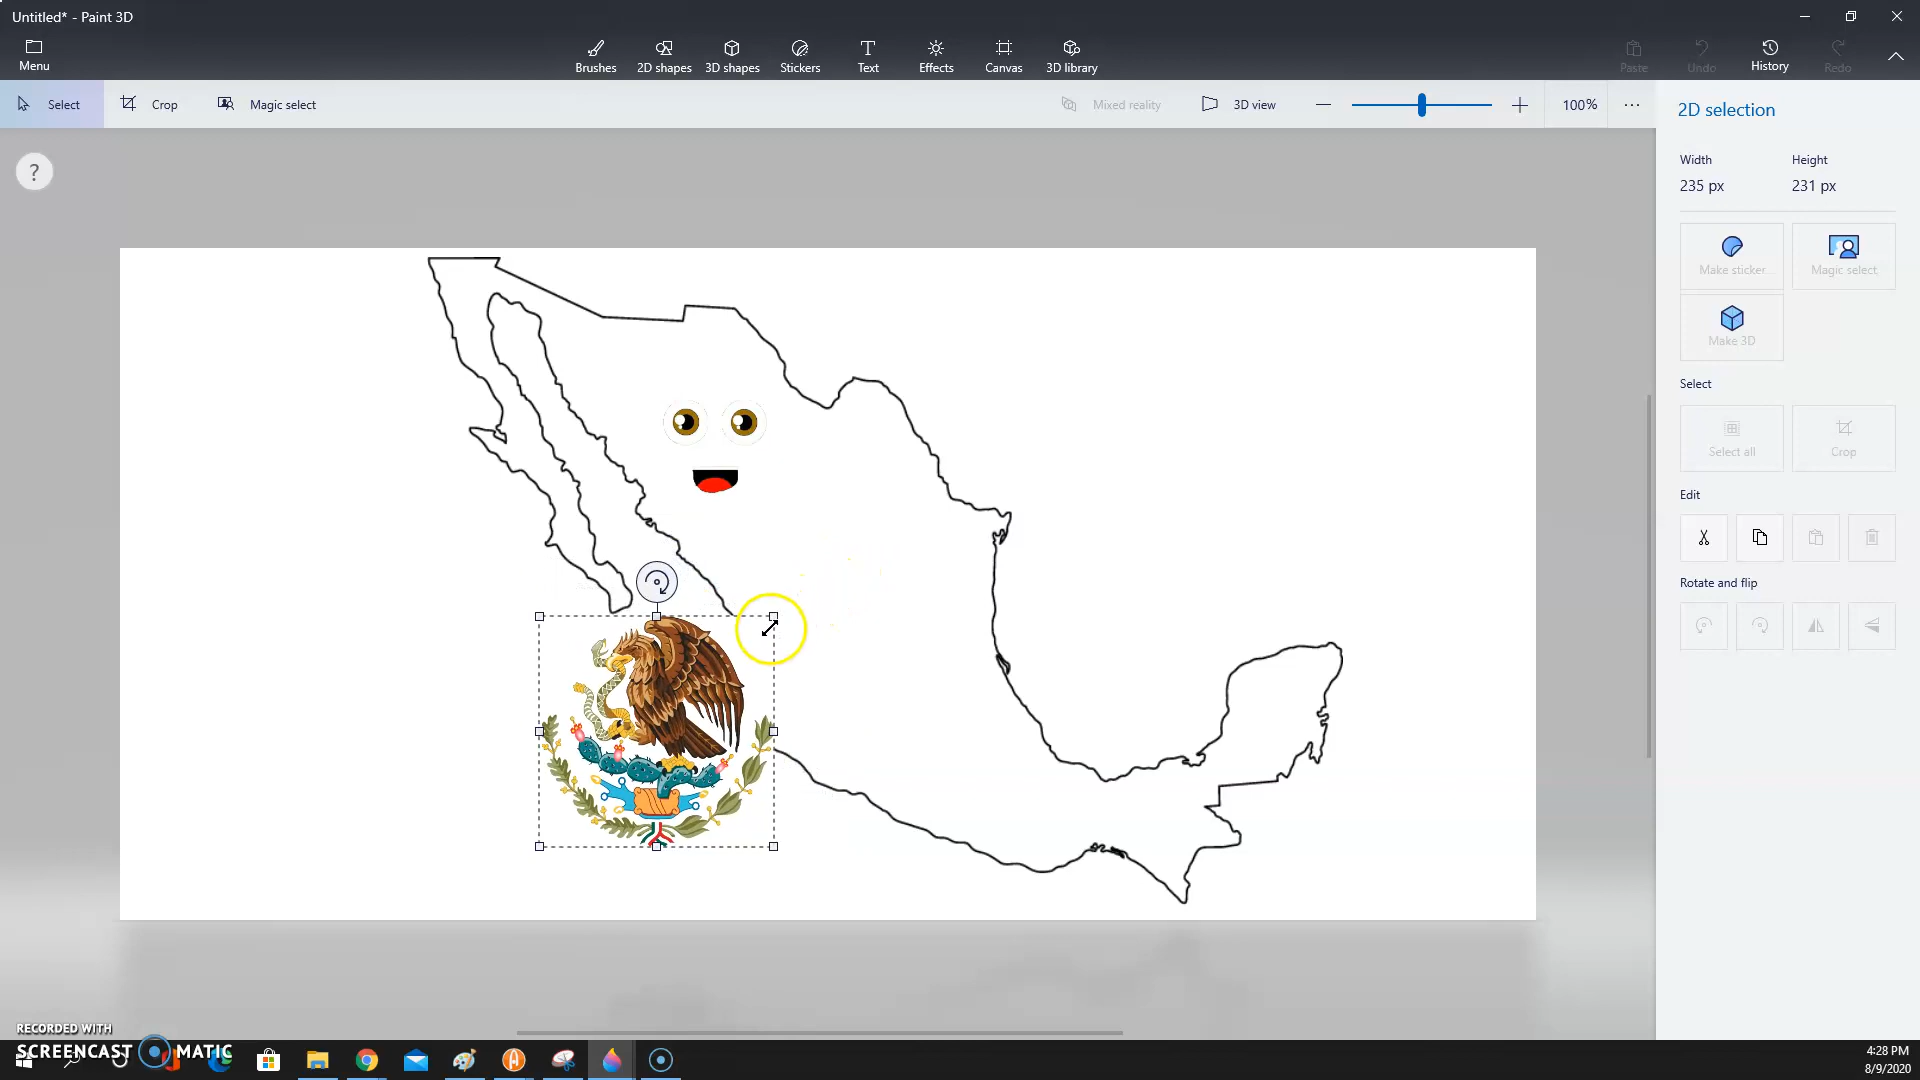 Untitled* - Paint 3D
Menu
Brushes
2D shapes
3D shapes
Stickers
Text
Effects
Canvas
3D library
Paste
Undo
History
Redo
Select
Crop
Magic select
Mixed reality
3D view
100%
2D selection
Width
Height
235 px
231 px
Make sticker
Magic select
Make 3D
Select
Select all
Crop
Edit
Rotate and flip
?
RECORDED WITH
SCREENCAST MATIC
4:28 PM
8/9/2020